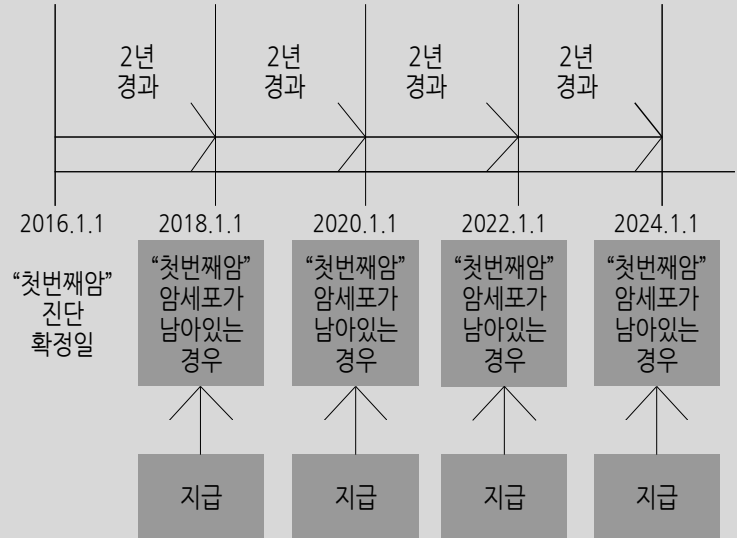 2년
경과
2년
경과
2년
경과
2년
경과
2016.1.1
2018.1.1
2020.1.1
2022.1.1
2024.1.1
“첫번째암”
진단
확정일
“첫번째암”
암세포가
남아있는
경우
“첫번째암”
암세포가
남아있는
경우
“첫번째암”
암세포가
남아있는
경우
“첫번째암”
암세포가
남아있는
경우
지급
지급
지급
지급